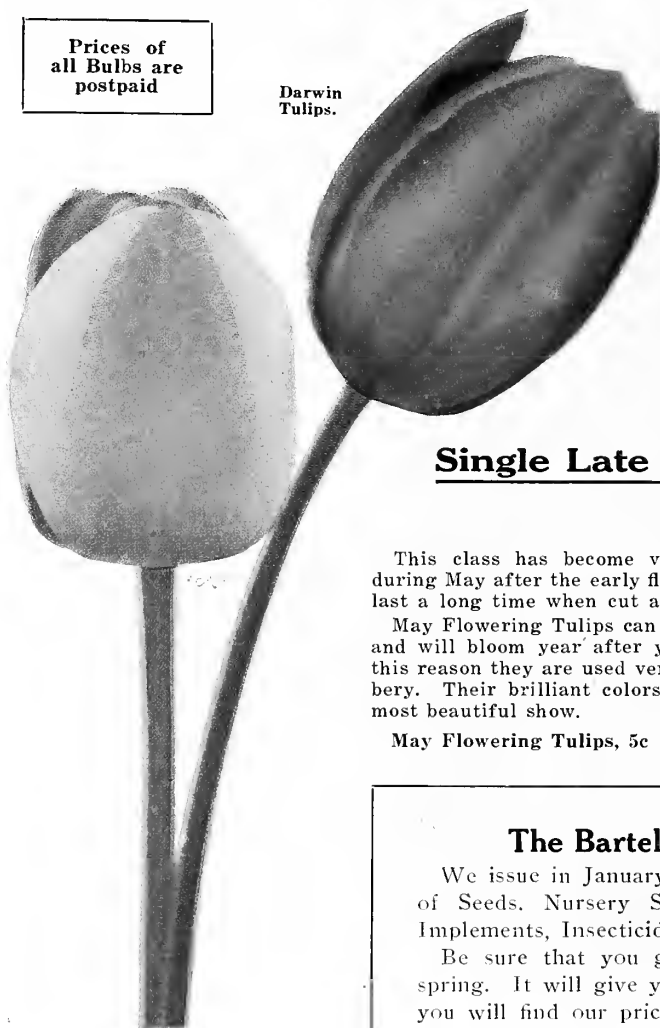 Prices of
all Bulbs are
postpaid
Darwin
Tulips.
Single Late
This class has become v
during May after the early fl
last a long time when cut a
May Flowering Tulips can
and will bloom year after y
this reason they are used ver
bery. Their brilliant colors
most beautiful show.
May Flowering Tulips, 5c
The Bartel
We issue in January
of Seeds. Nursery S
Implements, Insecticid
Be sure that you g
spring. It will give y
you will find our pric